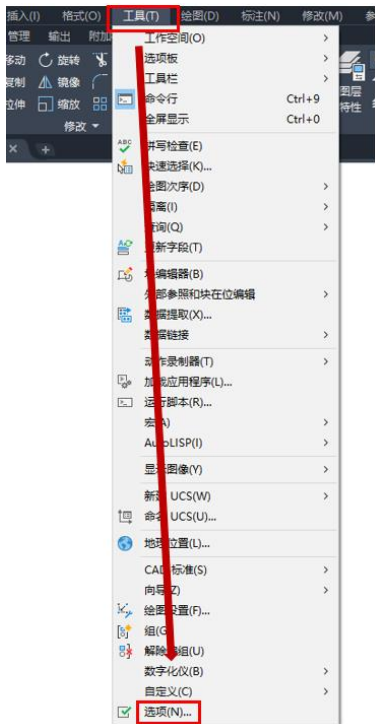 插入(I) 格式(O) 工具(T) 绘图(D) 标注(N) 修改(M)
管理 输出 附加
移动 旋转
复制 镜像
拉伸 缩放
修改
图层
特性
工作空间(O)
选项板
工具栏
命令行 Ctrl+9
全屏显示 Ctrl+0
ABC
拼写检查(E)
快速选择(K)...
绘图次序(D)
隔离(I)
查询(Q)
更新字段(T)
块编辑器(B)
外部参照和块在位编辑
数据提取(X)...
数据链接
动作录制器(T)
加载应用程序(L)...
运行脚本(R)...
宏(A)
AutoLISP(I)
显示图像(Y)
新建 UCS(W)
命名 UCS(U)...
地理位置(L)...
CAD 标准(S)
向导(Z)
绘图设置(F)...
组(G)
解除编组(U)
数字化仪(B)
自定义(C)
选项(N)...